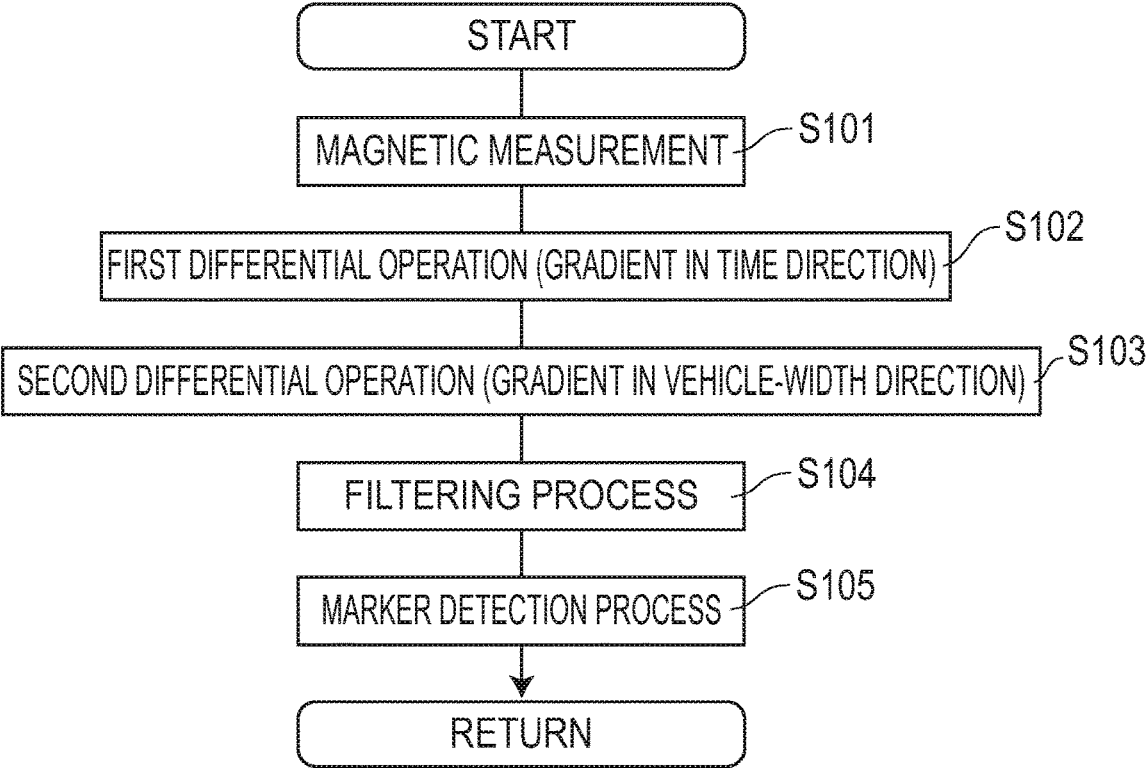 START
MAGNETIC MEASUREMENT
S101
FIRST DIFFERENTIAL OPERATION (GRADIENT IN TIME DIRECTION)
S102
SECOND DIFFERENTIAL OPERATION (GRADIENT IN VEHICLE-WIDTH DIRECTION)
S103
FILTERING PROCESS
S104
MARKER DETECTION PROCESS
S105
RETURN